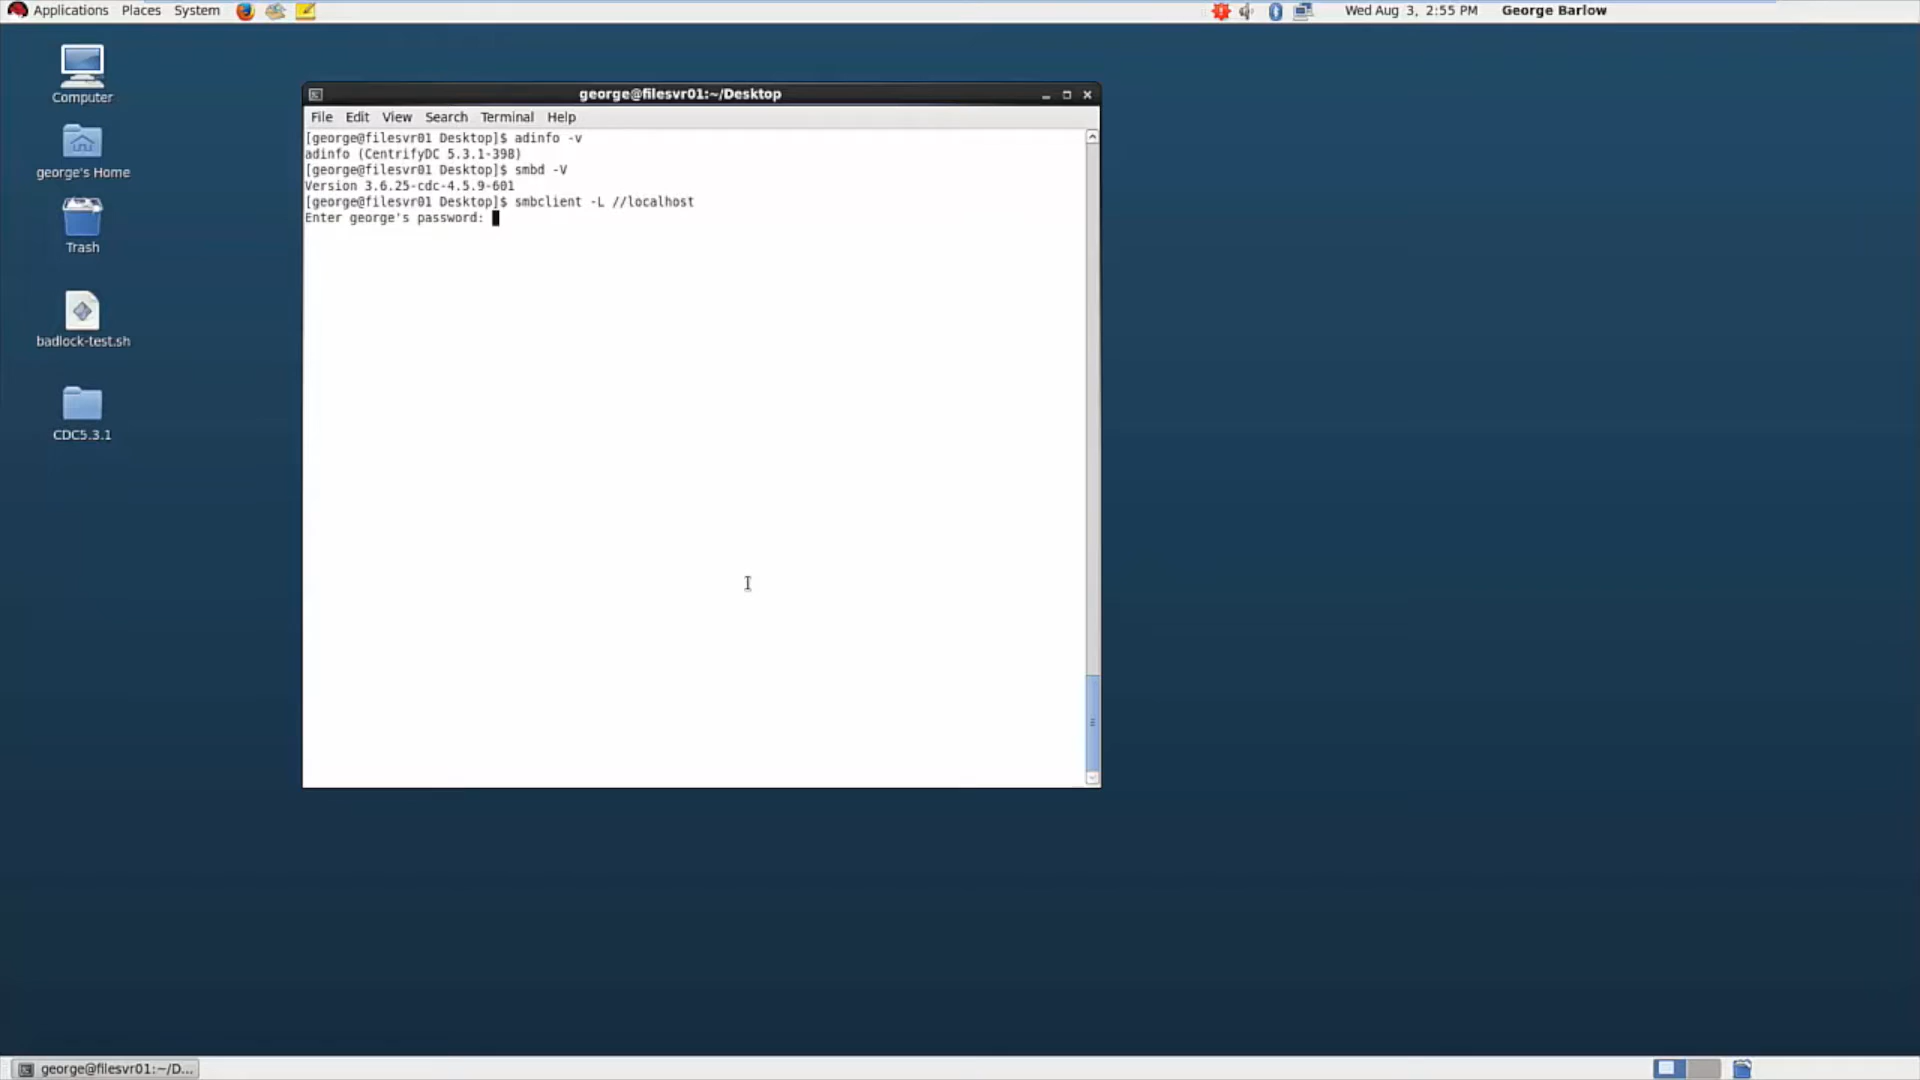 Applications Places System Wed Aug 3, 2:55 PM George Barlow
Computer
george's Home
Trash
badlock-test.sh
CDC5.3.1
george@filesvr01:~/Desktop
File Edit View Search Terminal Help
[george@filesvr01 Desktop]$ adinfo -v
adinfo (CentrifyDC 5.3.1-398)
[george@filesvr01 Desktop]$ smbd -V
Version 3.6.25-cdc-4.5.9-601
[george@filesvr01 Desktop]$ smbclient -L //localhost
Enter george's password:
george@filesvr01:~/D...